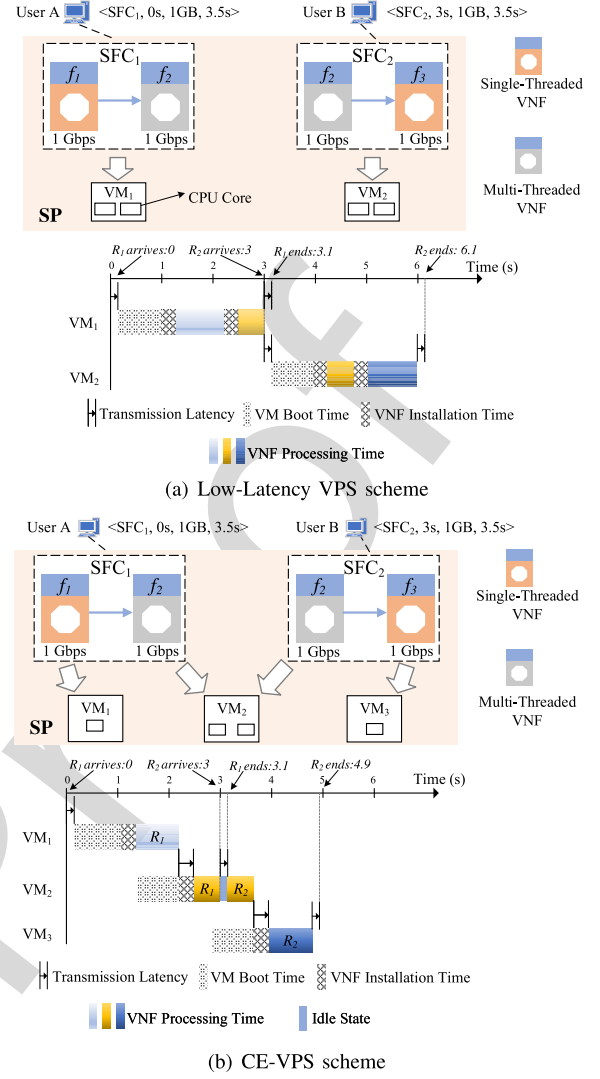 User A <SFC1, 0s, 1GB, 3.5s>
User B <SFC2, 3s, 1GB, 3.5s>
SFC1
SFC2
f1
f2
f2
f3
Single-Threaded
VNF
1 Gbps
1 Gbps
1 Gbps
1 Gbps
Multi-Threaded
VNF
VM1
CPU Core
VM2
SP
R1 arrives:0
R2 arrives:3
R1 ends:3.1
R2 ends: 6.1
Time (s)
0
1
2
3
4
5
6
VM1
VM2
Transmission Latency
VM Boot Time
VNF Installation Time
VNF Processing Time
(a) Low-Latency VPS scheme
User A <SFC1, 0s, 1GB, 3.5s>
User B <SFC2, 3s, 1GB, 3.5s>
SFC1
SFC2
f1
f2
f2
f3
Single-Threaded
VNF
1 Gbps
1 Gbps
1 Gbps
1 Gbps
Multi-Threaded
VNF
VM1
VM2
VM3
SP
R1 arrives:0
R2 arrives:3
R1 ends:3.1
R2 ends:4.9
Time (s)
0
1
2
3
4
5
6
VM1
R1
VM2
R1
R2
VM3
R2
Transmission Latency
VM Boot Time
VNF Installation Time
VNF Processing Time
Idle State
(b) CE-VPS scheme